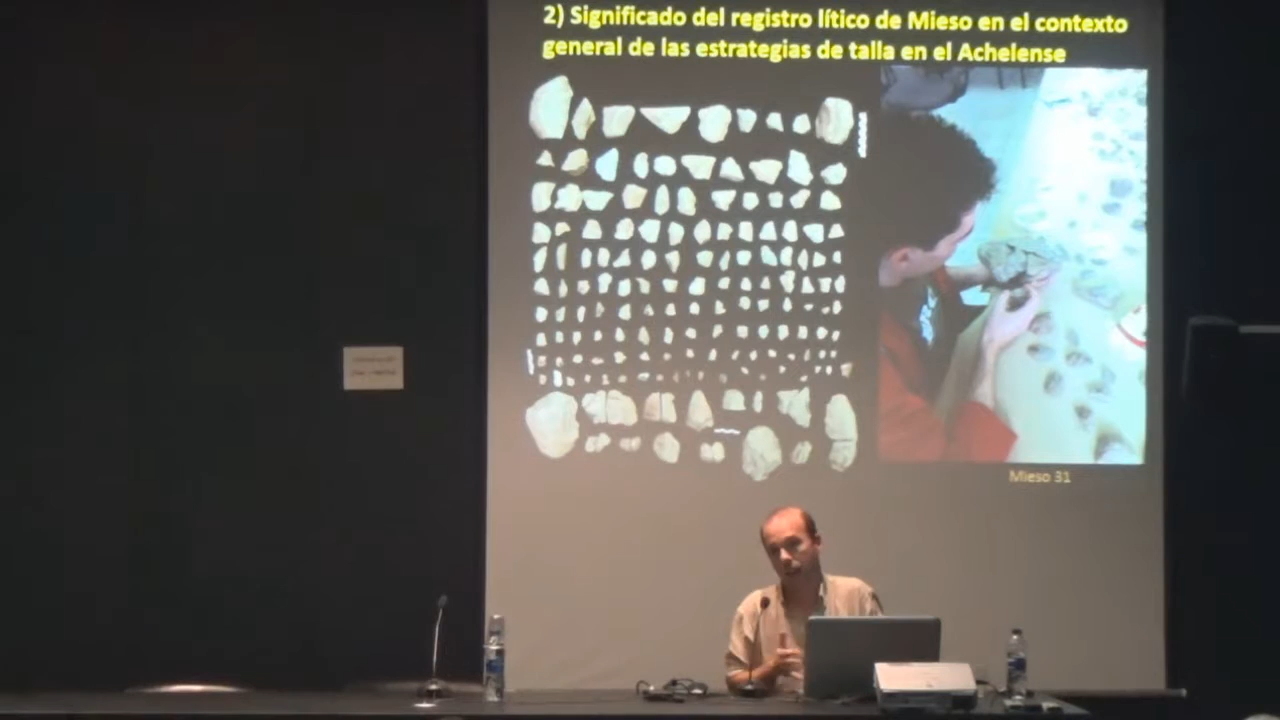 2) Significado del registro lítico de Mieso en el contexto
general de las estrategias de talla en el Achelense
Mieso 31